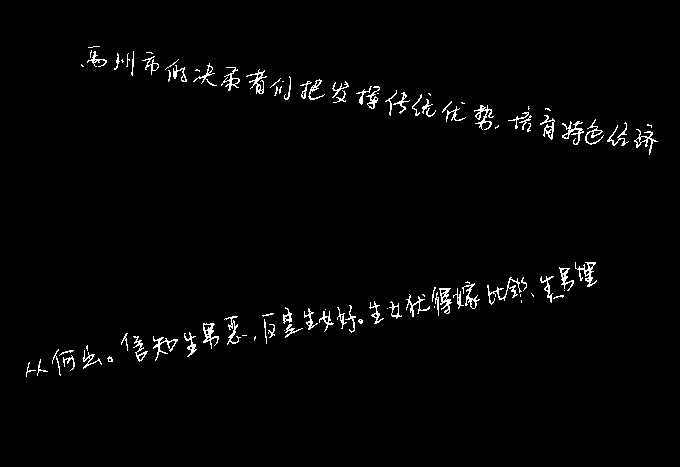 禹州市的决策者们把发挥传统优势,培育特色经济
从何出。信知生男恶,反是生女好。生女犹得嫁比邻、生男埋